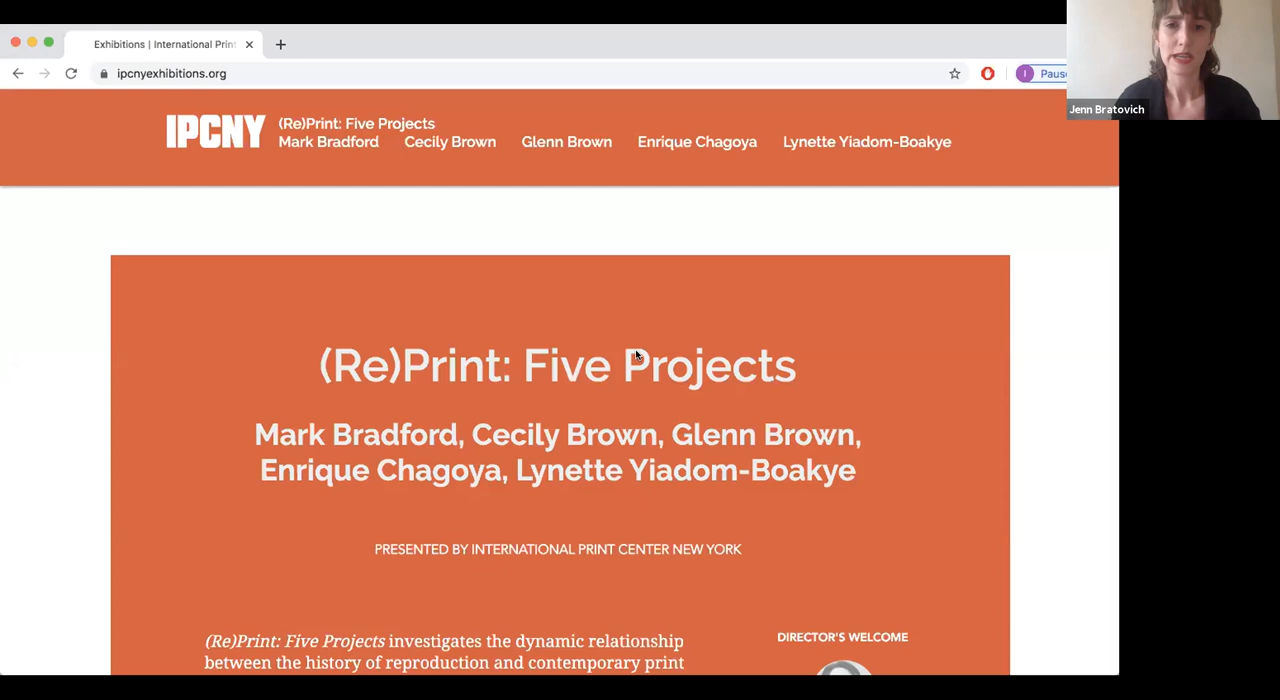 Exhibitions | International Print
ipcnyexhibitions.org
I
Pause
Jenn Bratovich
IPCNY
(Re)Print: Five Projects
Mark Bradford Cecily Brown Glenn Brown Enrique Chagoya Lynette Yiadom-Boakye
(Re)Print: Five Projects
Mark Bradford, Cecily Brown, Glenn Brown,
Enrique Chagoya, Lynette Yiadom-Boakye
PRESENTED BY INTERNATIONAL PRINT CENTER NEW YORK
(Re)Print: Five Projects investigates the dynamic relationship
between the history of reproduction and contemporary print
DIRECTOR'S WELCOME